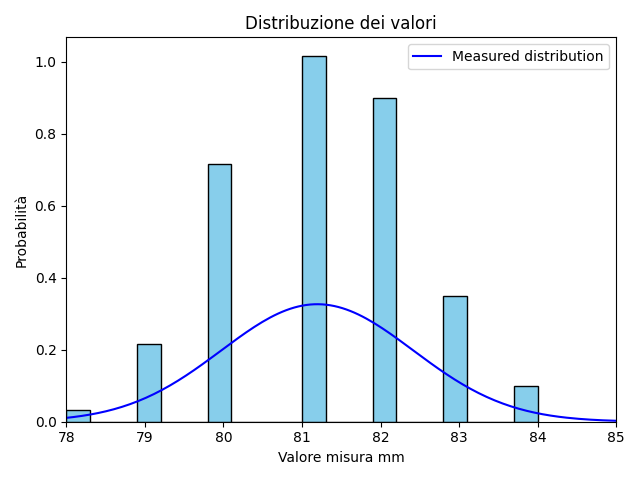 Distribuzione dei valori
Measured distribution
Probabilità
1.0
0.8
0.6
0.4
0.2
0.0
78 79 80 81 82 83 84 85
Valore misura mm